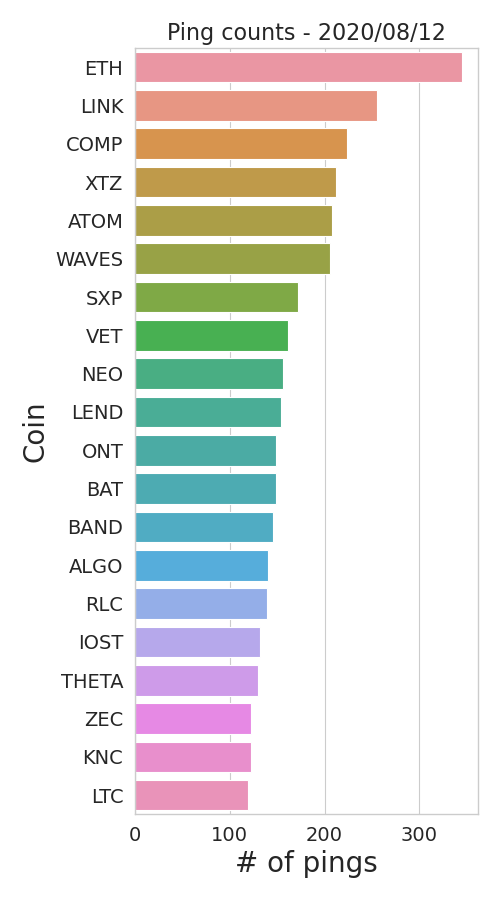 Ping counts - 2020/08/12
ETH
LINK
COMP
XTZ
ATOM
WAVES
SXP
VET
NEO
LEND
ONT
BAT
BAND
ALGO
RLC
IOST
THETA
ZEC
KNC
LTC
Coin
0 100 200 300
# of pings